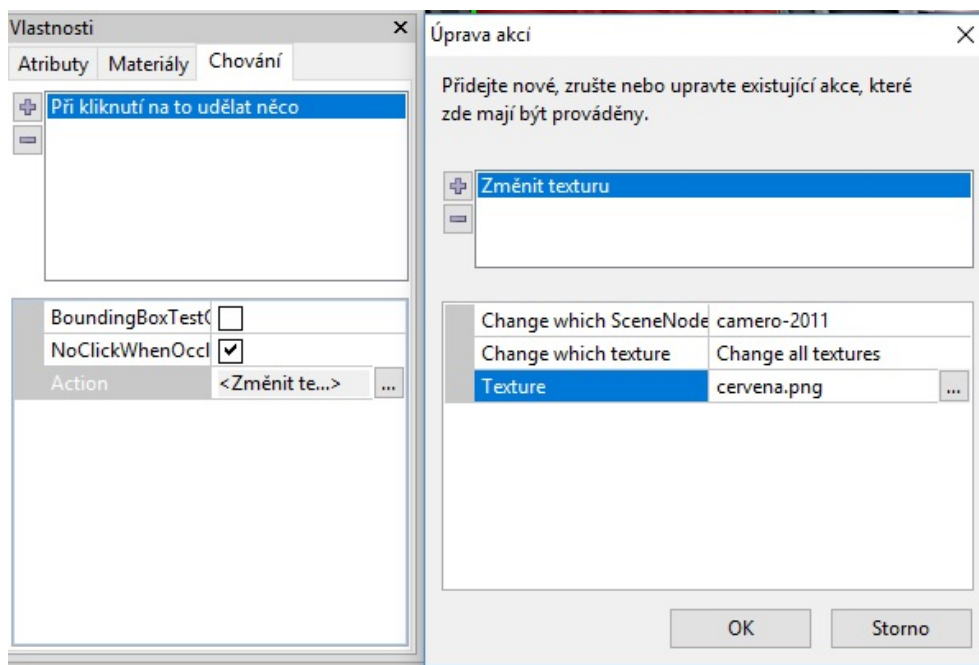 Vlastnosti
Atributy Materiály Chování
Při kliknutí na to udělat něco
BoundingBoxTestO
NoClickWhenOccl
Action <Změnit te...> ...
Úprava akcí
Přidejte nové, zrušte nebo upravte existující akce, které
zde mají být prováděny.
Změnit texturu
Change which SceneNode camero-2011
Change which texture Change all textures
Texture cervena.png ...
OK Storno